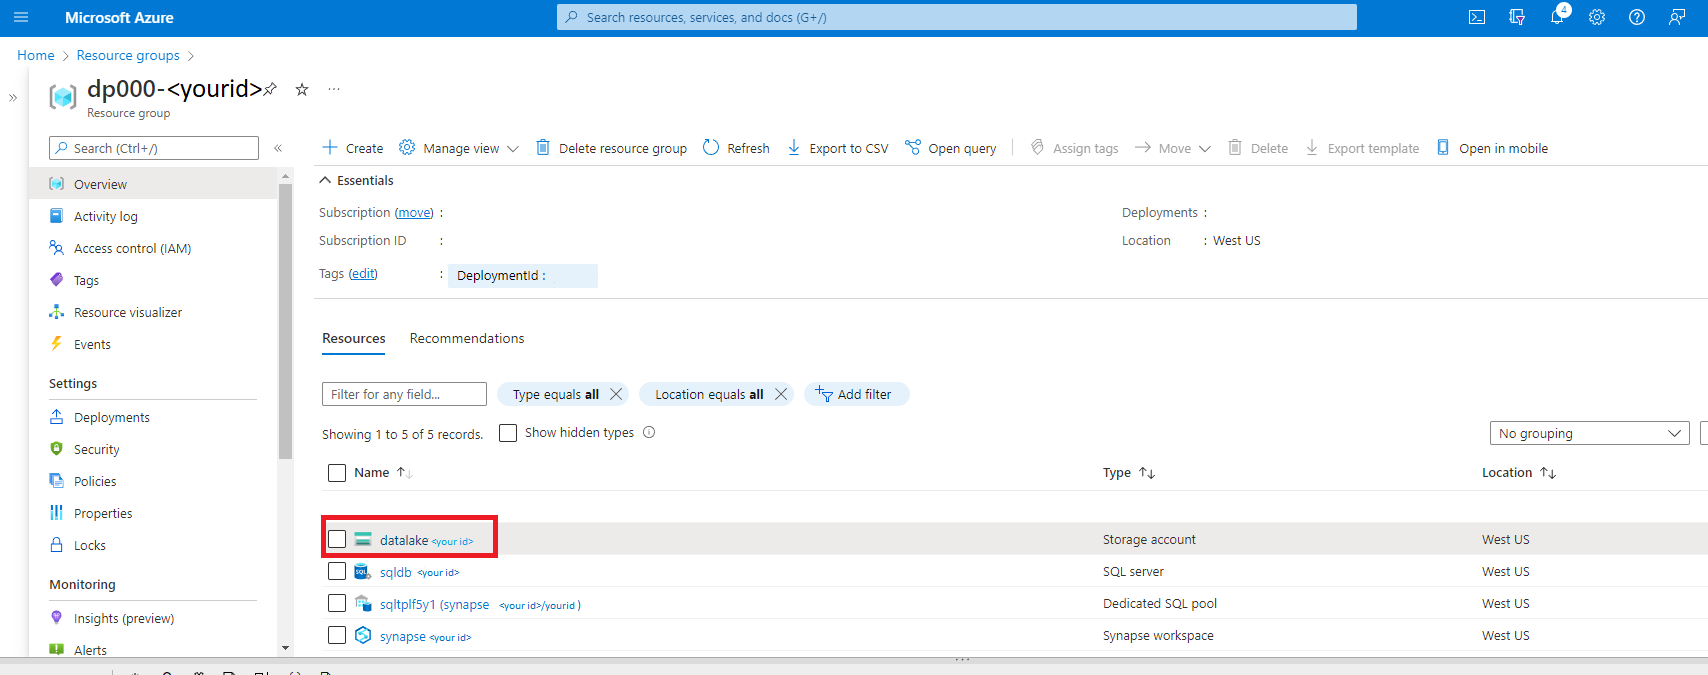 Microsoft Azure
Search resources, services, and docs (G+/)
4
Home > Resource groups >
dp000-<yourid>
Resource group
Search (Ctrl+/)
Overview
Activity log
Access control (IAM)
Tags
Resource visualizer
Events
Settings
Deployments
Security
Policies
Properties
Locks
Monitoring
Insights (preview)
Alerts
Create Manage view Delete resource group Refresh Export to CSV Open query Assign tags Move Delete Export template Open in mobile
Essentials
Subscription (move) :
Subscription ID :
Tags (edit) : DeploymentId :
Deployments :
Location : West US
Resources Recommendations
Filter for any field... Type equals all Location equals all Add filter
Showing 1 to 5 of 5 records. Show hidden types No grouping
Name Type Location
datalake <your id> Storage account West US
sqldb <your id> SQL server West US
sqltplf5y1 (synapse <your id>/yourid ) Dedicated SQL pool West US
synapse <your id> Synapse workspace West US